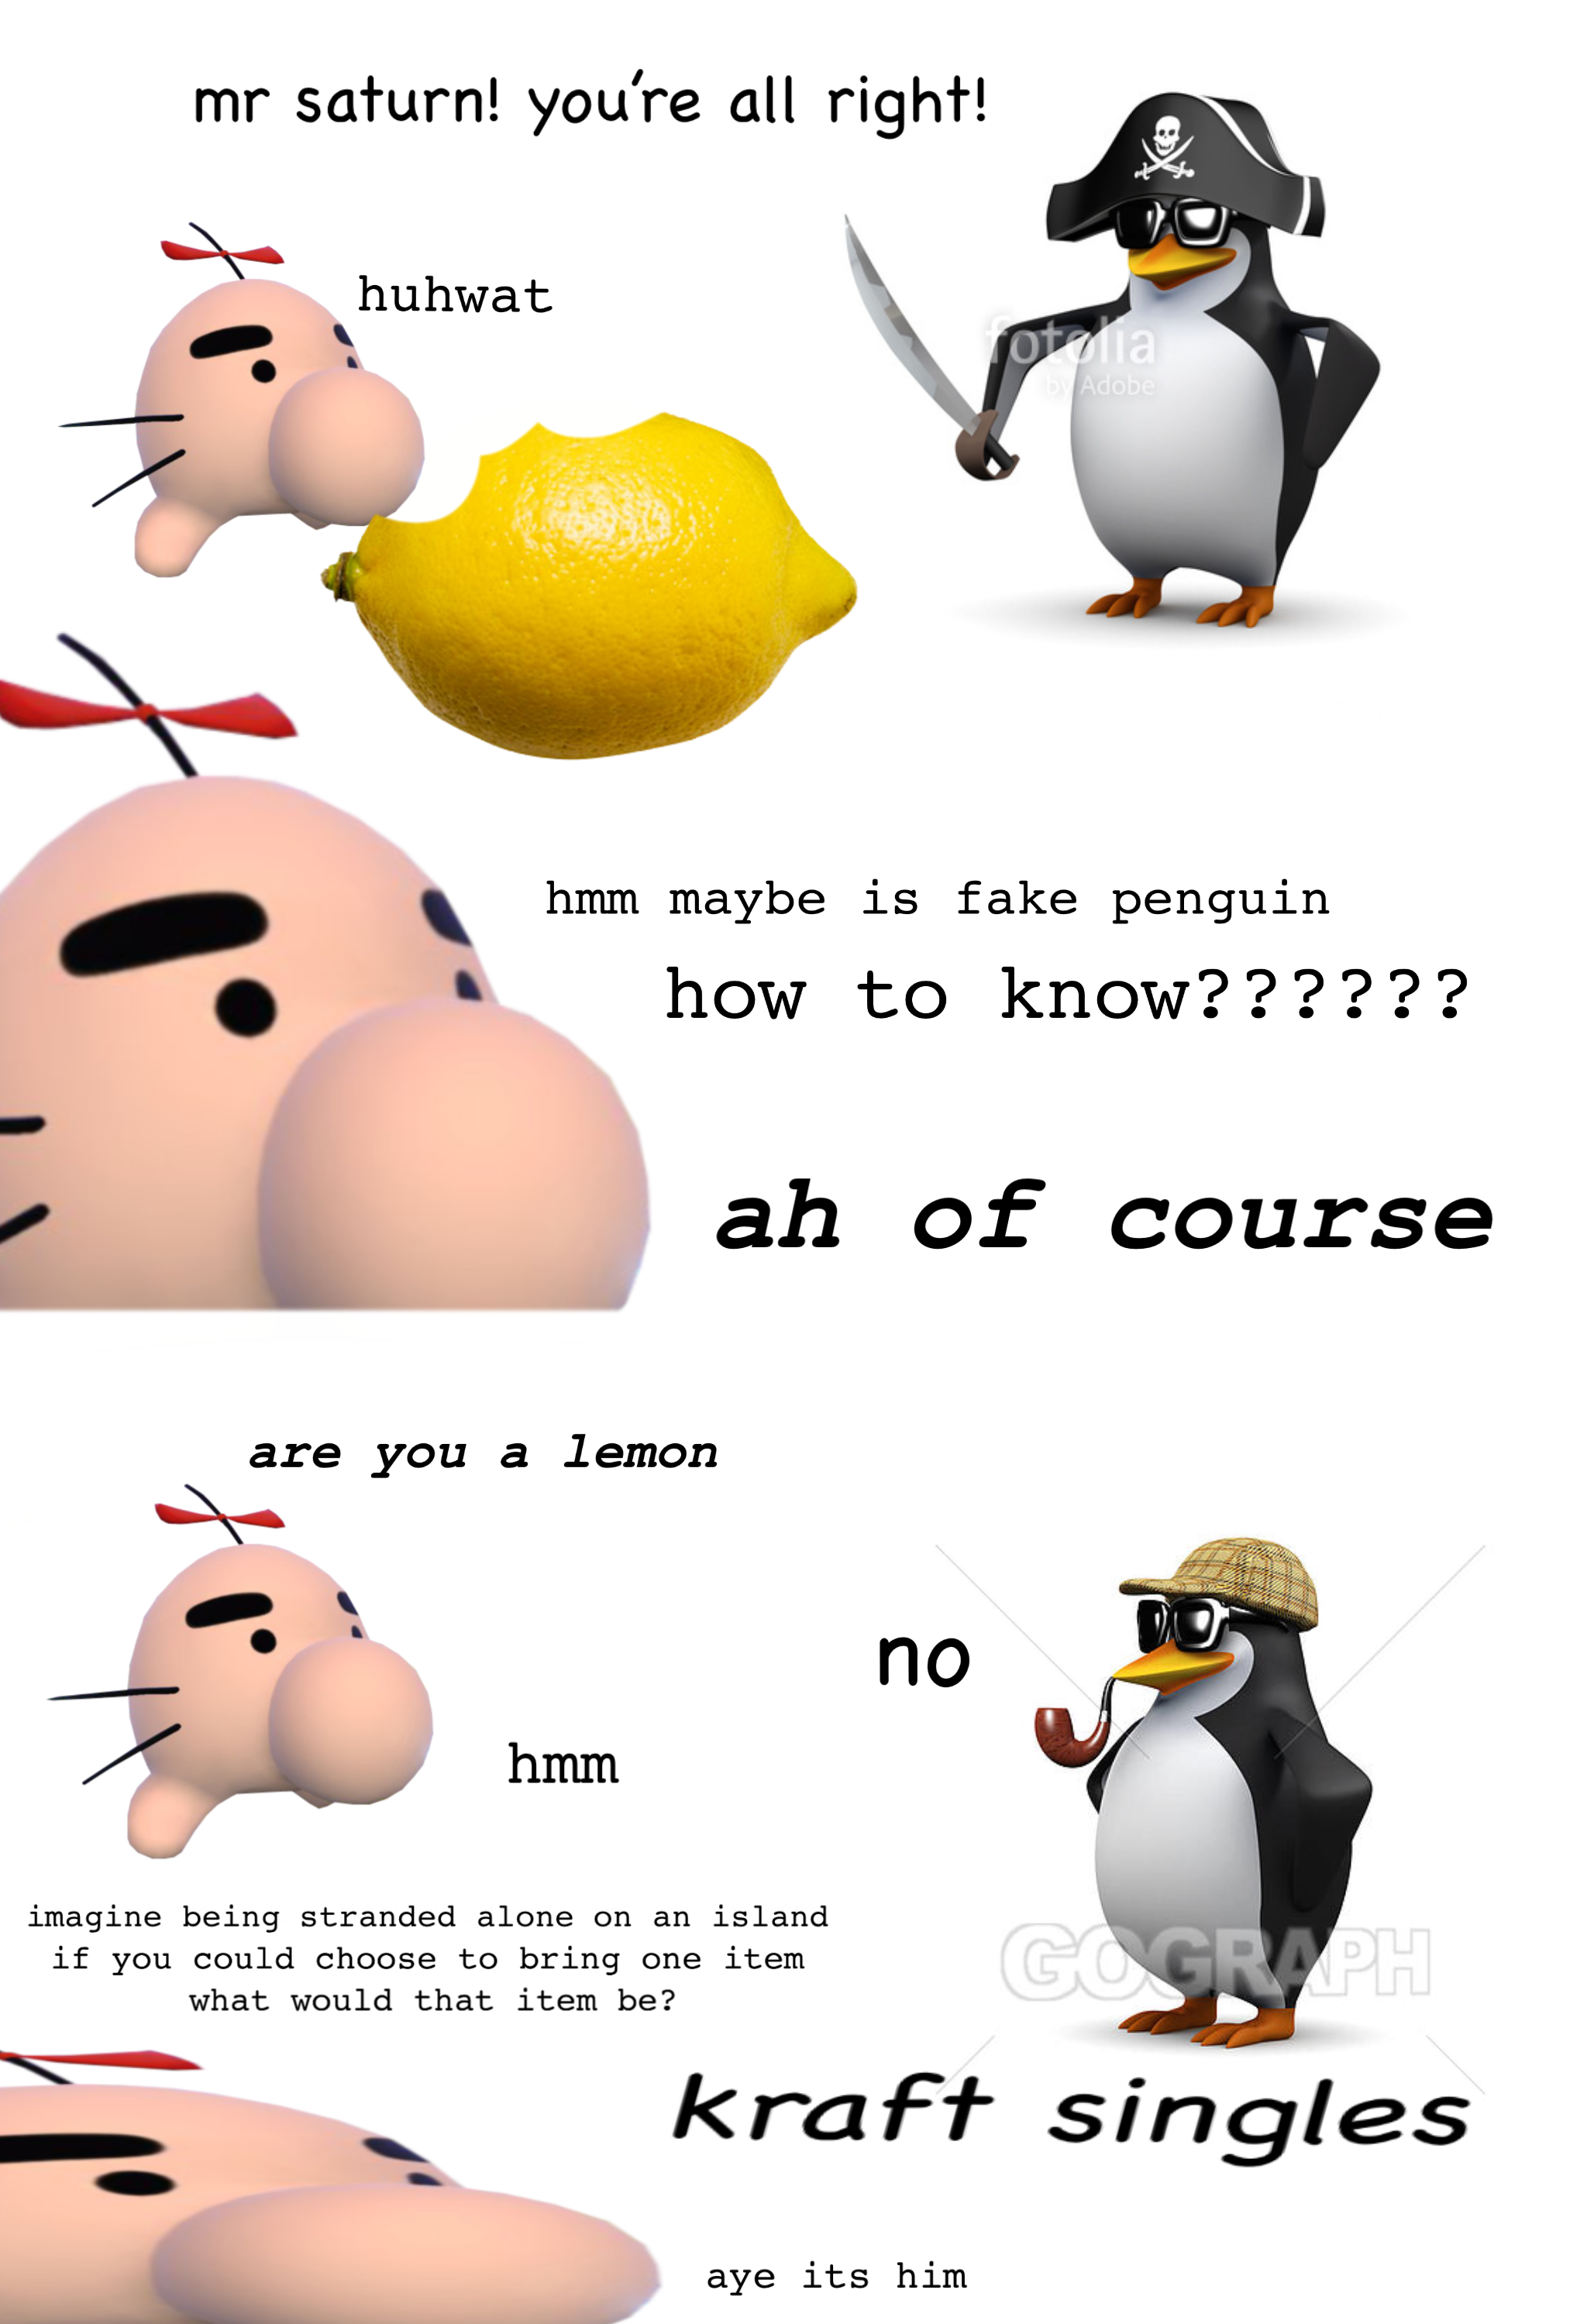 mr saturn! you're all right!
huhwat
fotolia
by Adobe
hmm maybe is fake penguin
how to know??????
ah of course
are you a lemon
no
hmm
imagine being stranded alone on an island
if you could choose to bring one item
what would that item be?
GOGRAPH
kraft singles
aye its him